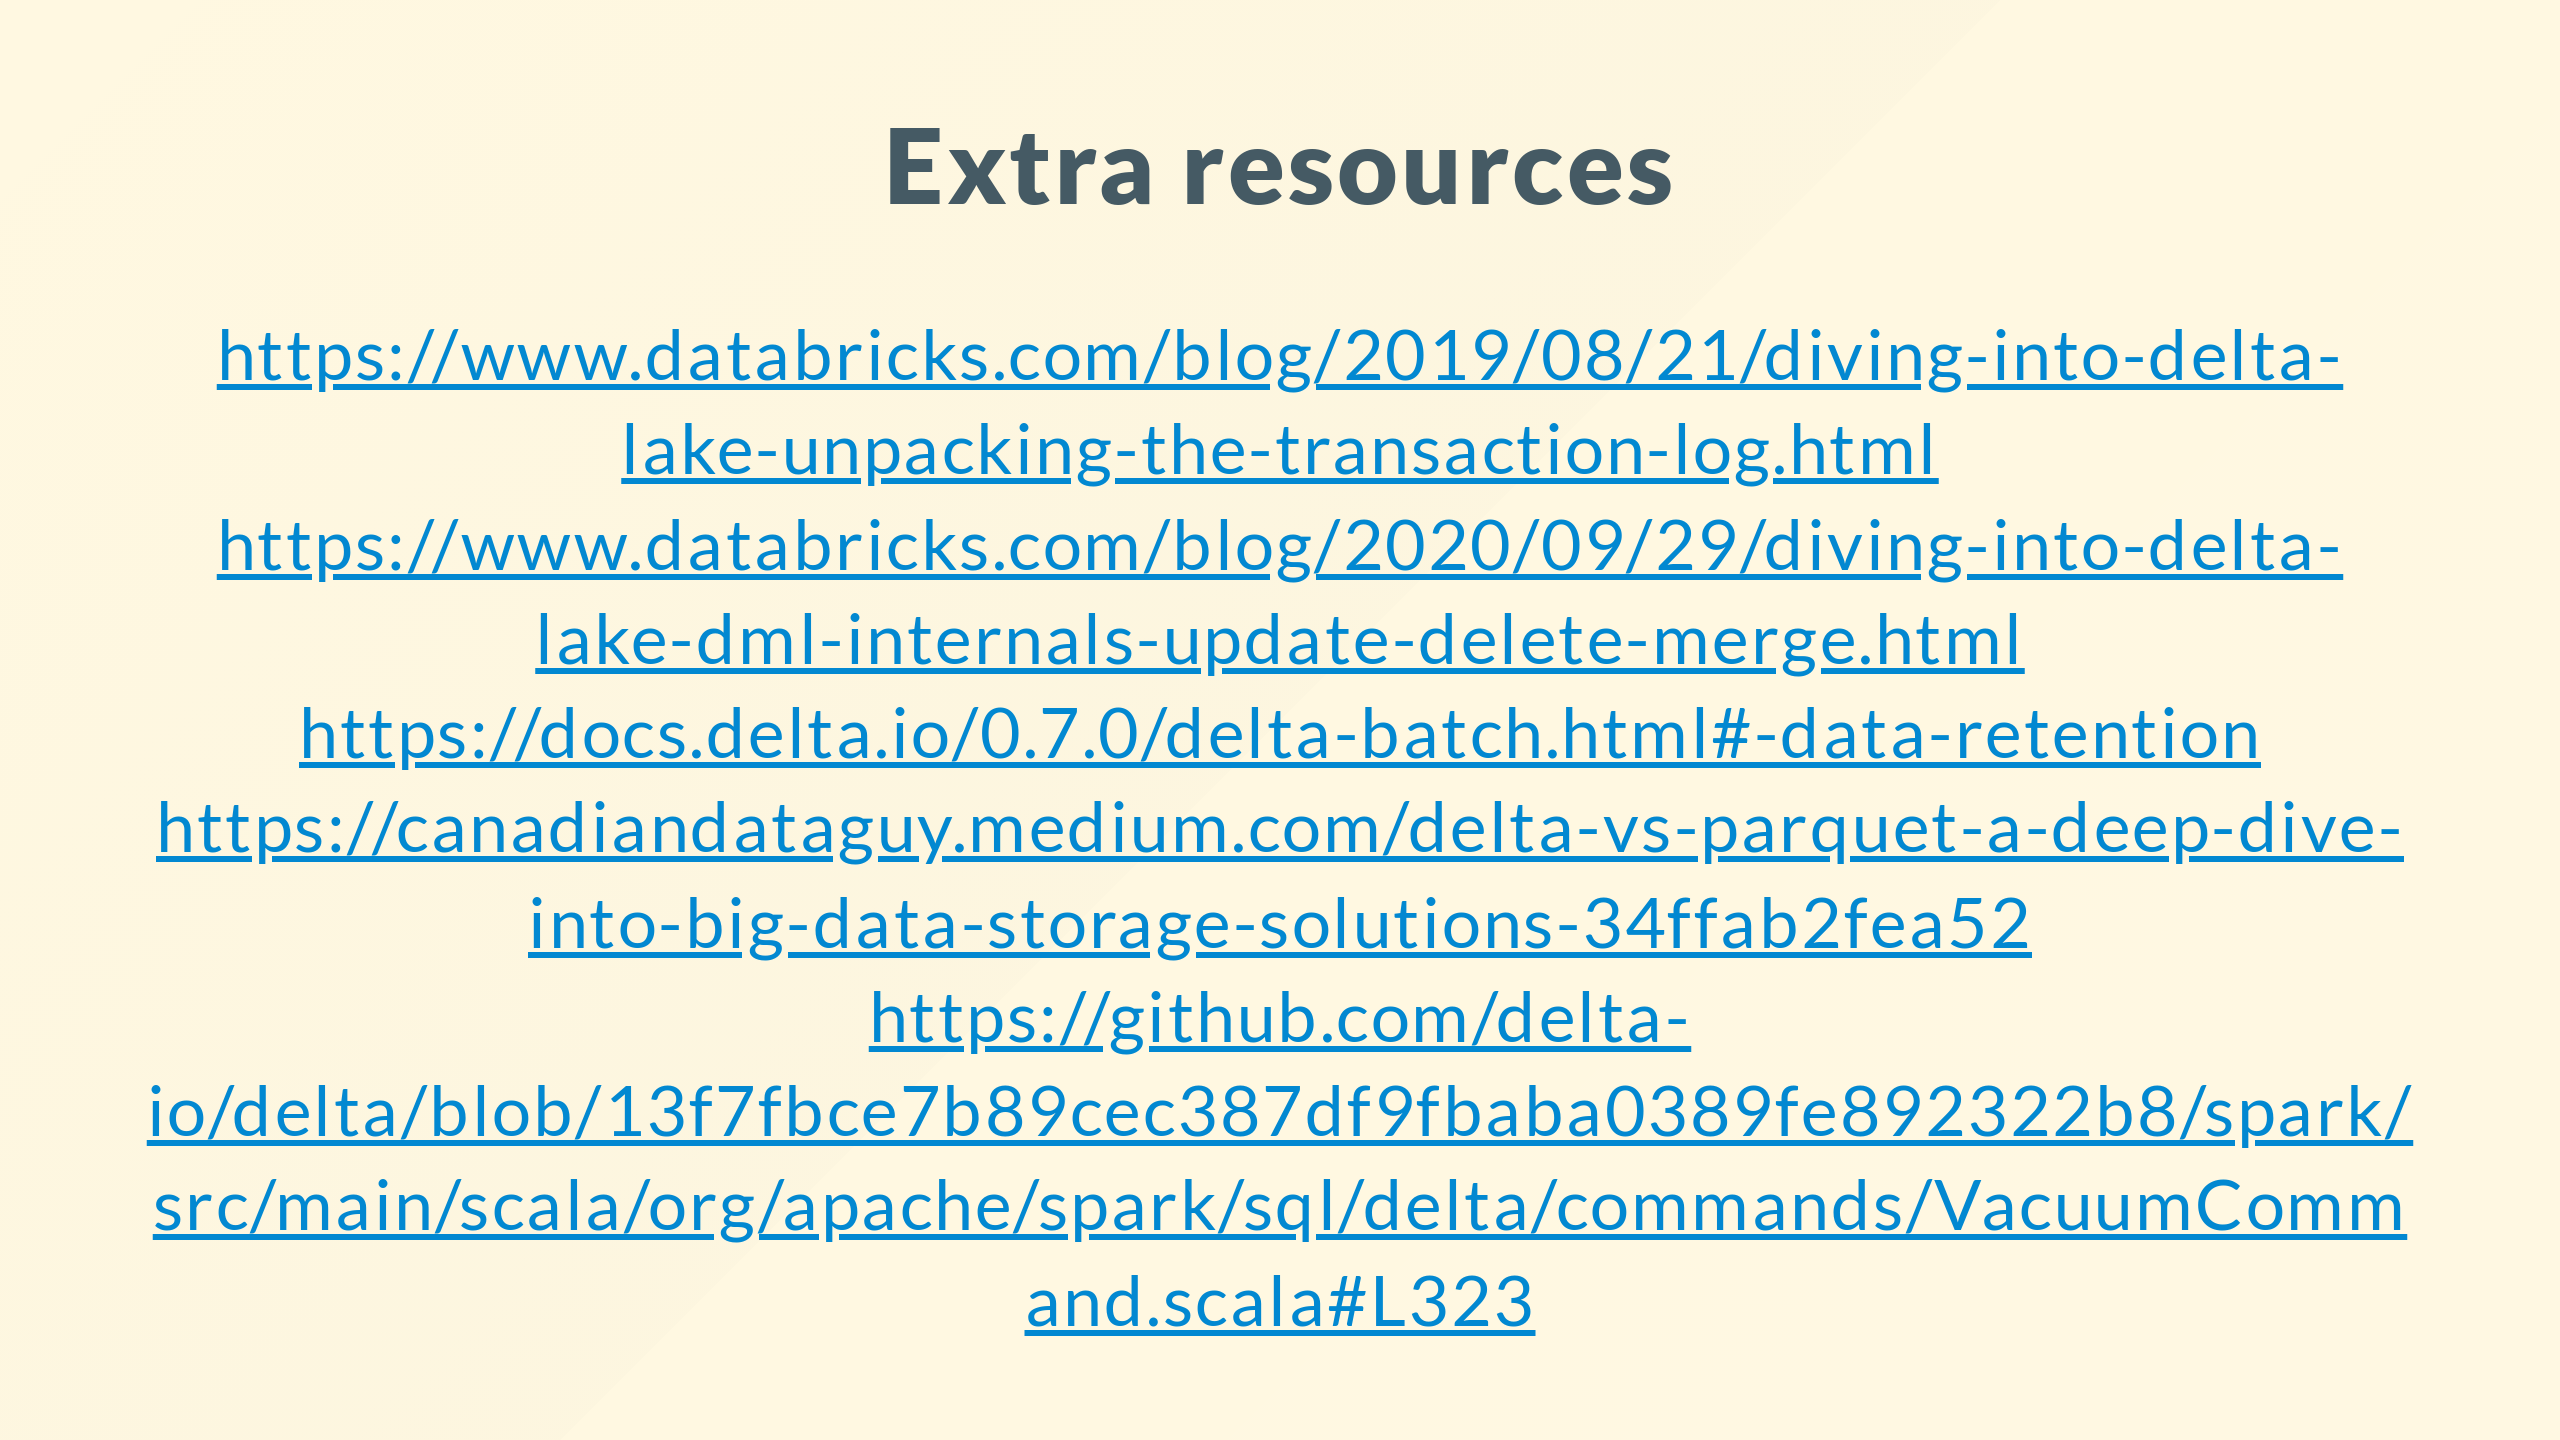 Extra resources
https://www.databricks.com/blog/2019/08/21/diving-into-delta-
lake-unpacking-the-transaction-log.html
https://www.databricks.com/blog/2020/09/29/diving-into-delta-
lake-dml-internals-update-delete-merge.html
https://docs.delta.io/0.7.0/delta-batch.html#-data-retention
https://canadiandataguy.medium.com/delta-vs-parquet-a-deep-dive-
into-big-data-storage-solutions-34ffab2fea52
https://github.com/delta-
io/delta/blob/13f7fbce7b89cec387df9fbaba0389fe892322b8/spark/
src/main/scala/org/apache/spark/sql/delta/commands/VacuumComm
and.scala#L323